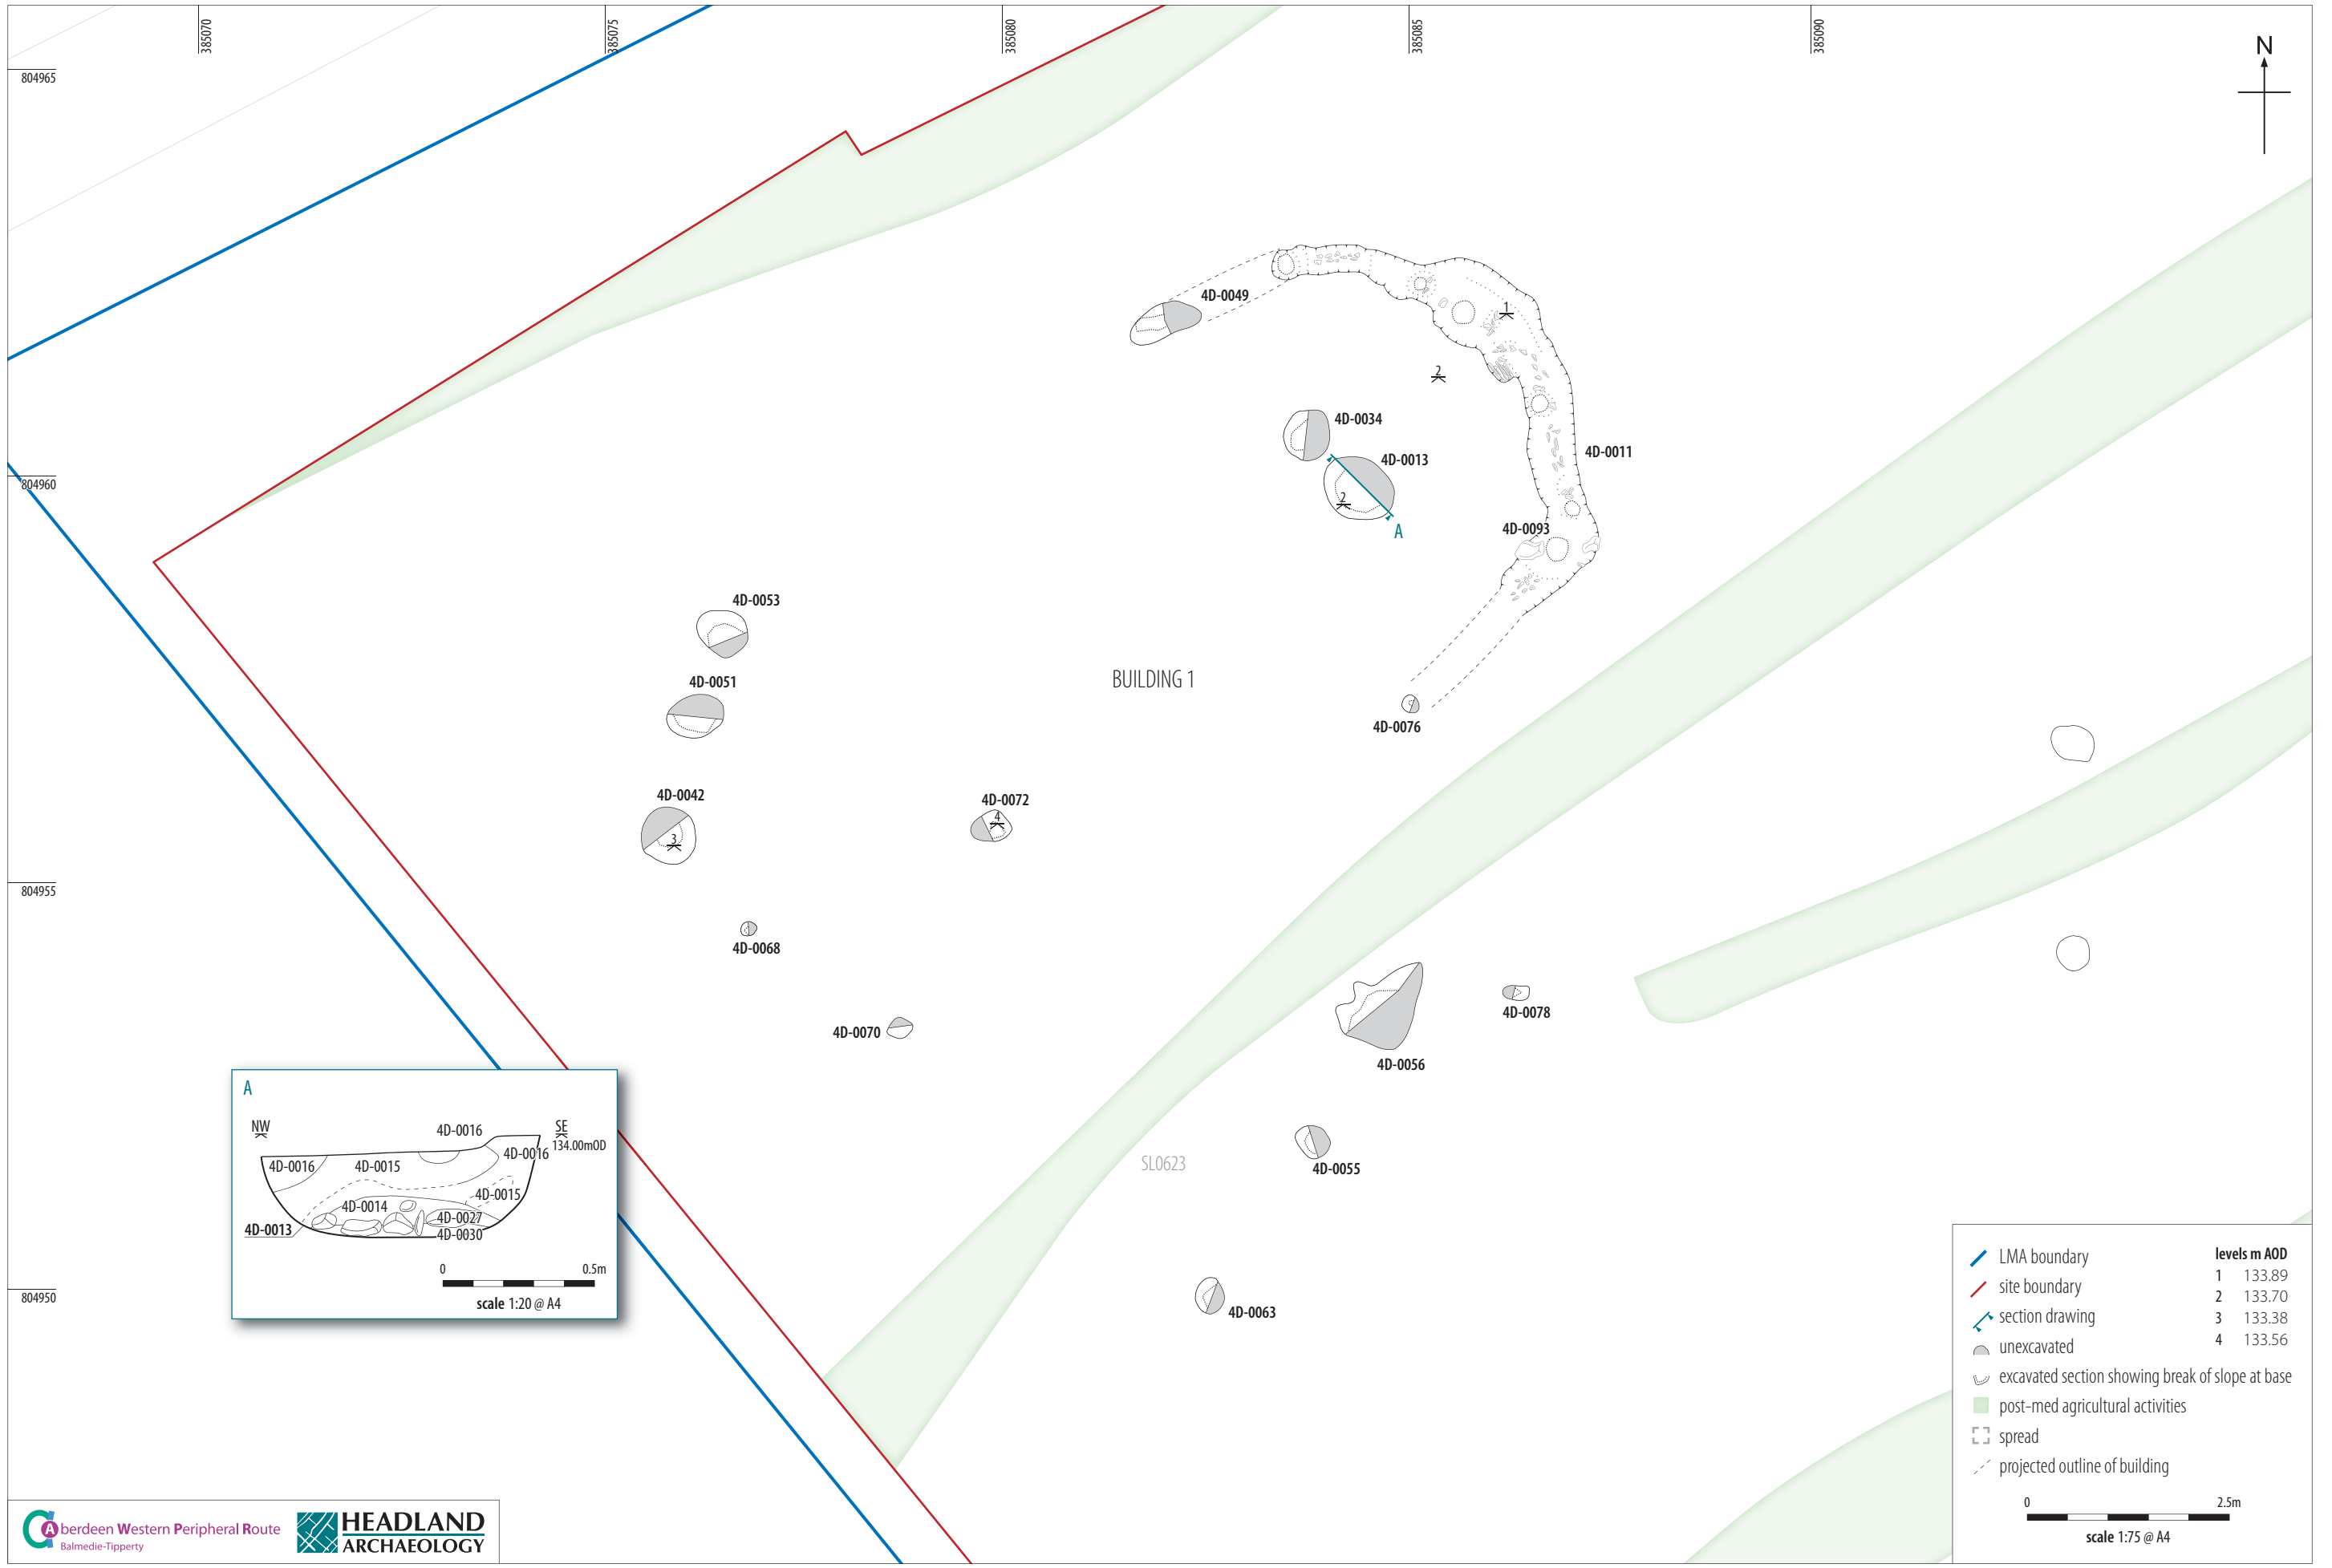 385070
385075
385080
385085
385090
N
804965
804960
804955
804950
4D-0049
1
2
4D-0034
4D-0013
2
A
4D-0011
4D-0093
4D-0053
4D-0051
BUILDING 1
4D-0076
4D-0042
3
4D-0072
4
4D-0068
4D-0070
4D-0078
4D-0056
4D-0055
SL0623
4D-0063
A
NW
SE
134.00mOD
4D-0016
4D-0016
4D-0015
4D-0016
4D-0015
4D-0014
4D-0027
4D-0013
4D-0030
0 0.5m
scale 1:20 @ A4
LMA boundary
site boundary
section drawing
unexcavated
excavated section showing break of slope at base
post-med agricultural activities
spread
projected outline of building
levels m AOD
1 133.89
2 133.70
3 133.38
4 133.56
0 2.5m
scale 1:75 @ A4
Aberdeen Western Peripheral Route
Balmedie-Tipperty
HEADLAND
ARCHAEOLOGY